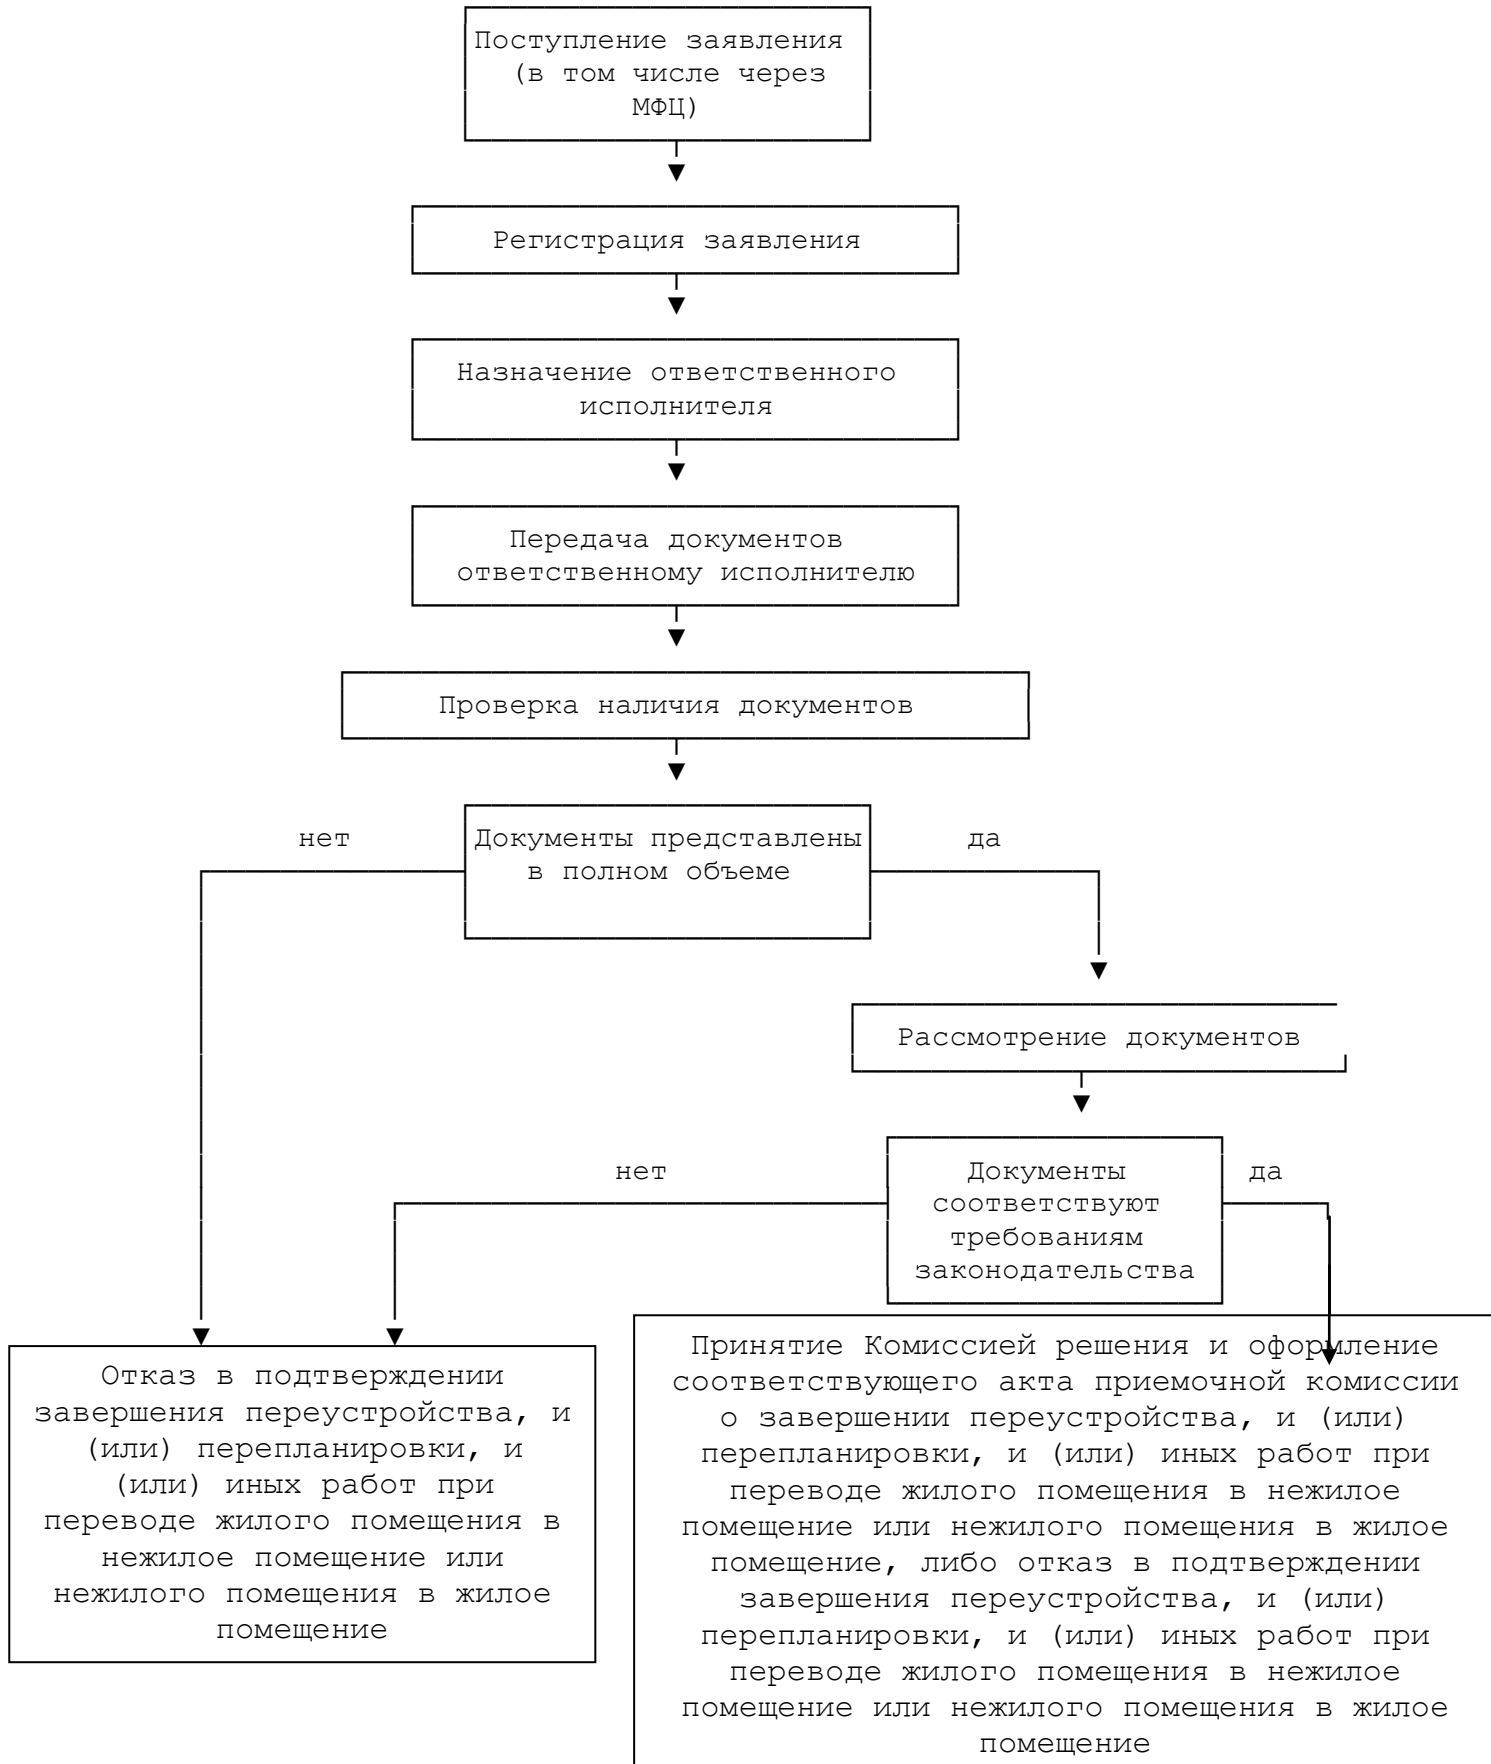 Поступление заявления
(в том числе через
МФЦ)
Регистрация заявления
Назначение ответственного
исполнителя
Передача документов
ответственному исполнителю
Проверка наличия документов
нет
Документы представлены
в полном объеме
да
Рассмотрение документов
нет
Документы
соответствуют
требованиям
законодательства
да
Отказ в подтверждении
завершения переустройства, и
(или) перепланировки, и
(или) иных работ при
переводе жилого помещения в
нежилое помещение или
нежилого помещения в жилое
помещение
Принятие Комиссией решения и оформление
соответствующего акта приемочной комиссии
о завершении переустройства, и (или)
перепланировки, и (или) иных работ при
переводе жилого помещения в нежилое
помещение или нежилого помещения в жилое
помещение, либо отказ в подтверждении
завершения переустройства, и (или)
перепланировки, и (или) иных работ при
переводе жилого помещения в нежилое
помещение или нежилого помещения в жилое
помещение